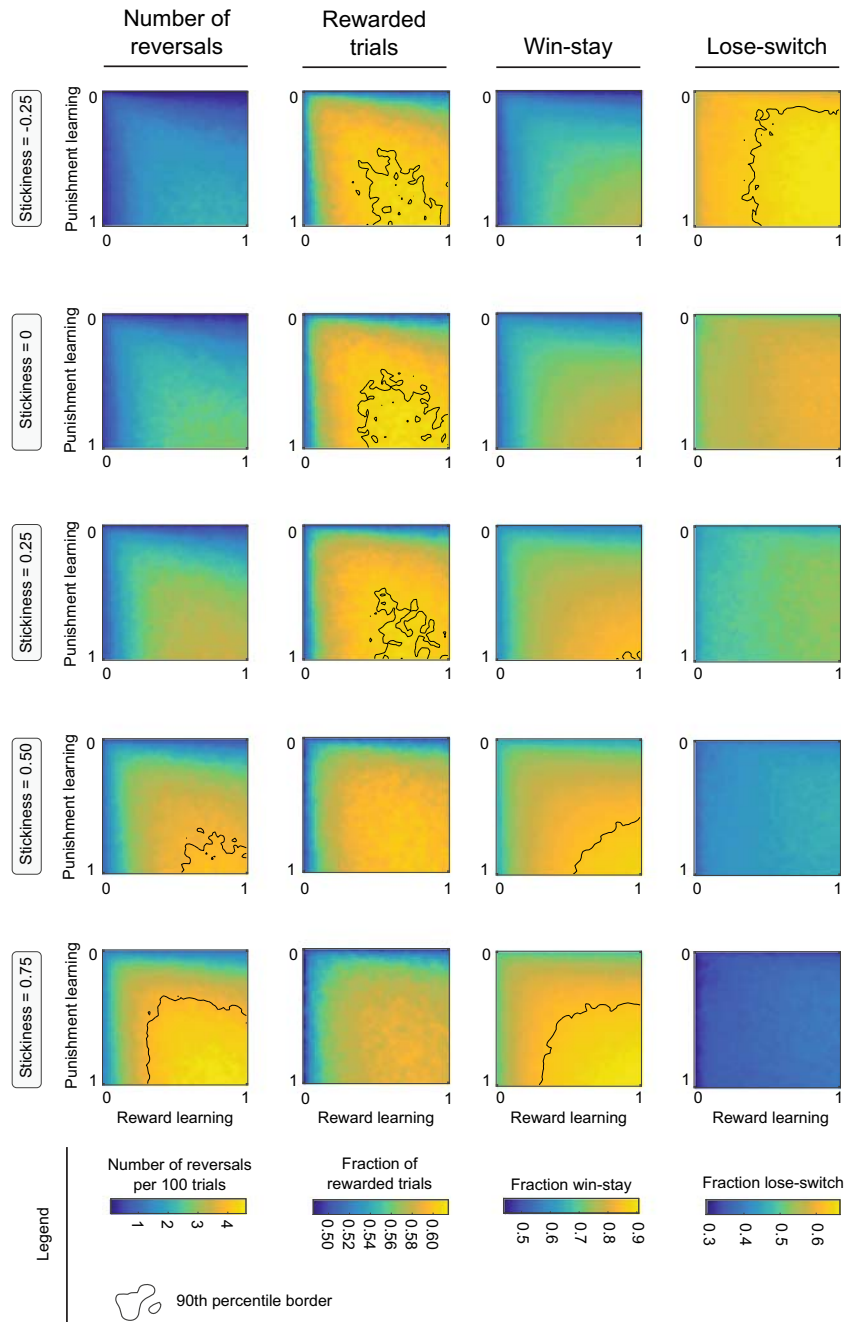 Number of
reversals
Rewarded
trials
Win-stay
Lose-switch
Stickiness = -0.25
Punishment learning
0
1
0
1
0
1
0
1
0
1
0
1
0
1
0
1
Stickiness = 0
Punishment learning
0
1
0
1
0
1
0
1
0
1
0
1
0
1
0
1
Stickiness = 0.25
Punishment learning
0
1
0
1
0
1
0
1
0
1
0
1
0
1
0
1
Stickiness = 0.50
Punishment learning
0
1
0
1
0
1
0
1
0
1
0
1
0
1
0
1
Stickiness = 0.75
Punishment learning
0
1
0
1
0
1
0
1
0
1
0
1
0
1
0
1
Reward learning
Reward learning
Reward learning
Reward learning
Legend
Number of reversals
per 100 trials
1 2 3 4
Fraction of
rewarded trials
0.50 0.52 0.54 0.56 0.58 0.60
Fraction win-stay
0.5 0.6 0.7 0.8 0.9
Fraction lose-switch
0.3 0.4 0.5 0.6
90th percentile border